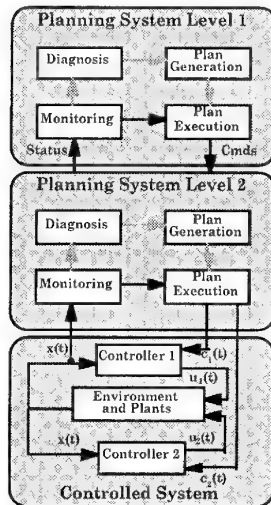 Planning System Level 1
Diagnosis
Plan
Generation
Monitoring
Plan
Execution
Status
Cmds
Planning System Level 2
Diagnosis
Plan
Generation
Monitoring
Plan
Execution
x(t)
Controller 1
c₁(t)
u₁(t)
Environment
and Plants
x(t)
u₂(t)
Controller 2
c₂(t)
Controlled System